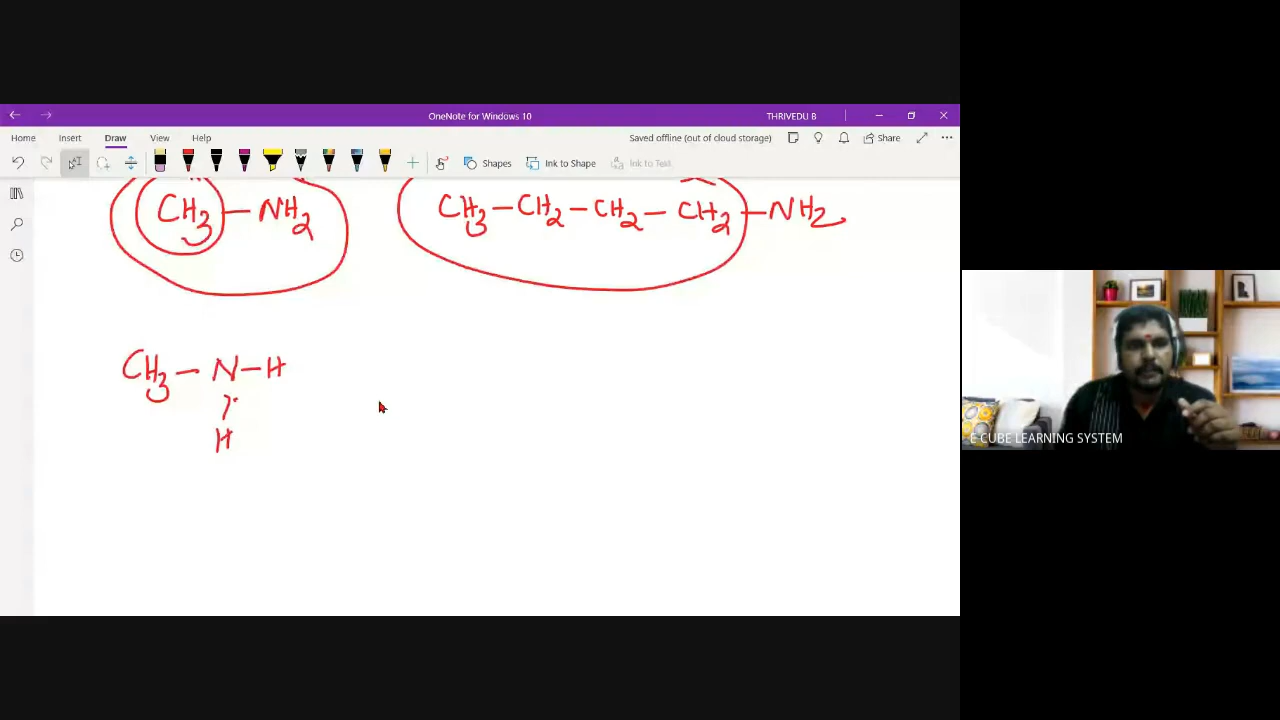 OneNote for Windows 10
THRIVEDU B
Home Insert Draw View Help
Saved offline (out of cloud storage)
Share
Shapes
Ink to Shape
Ink to Text
CH3 — NH2
CH3 — CH2 — CH2 — CH2 — NH2
CH3 — N — H
H
E CUBE LEARNING SYSTEM